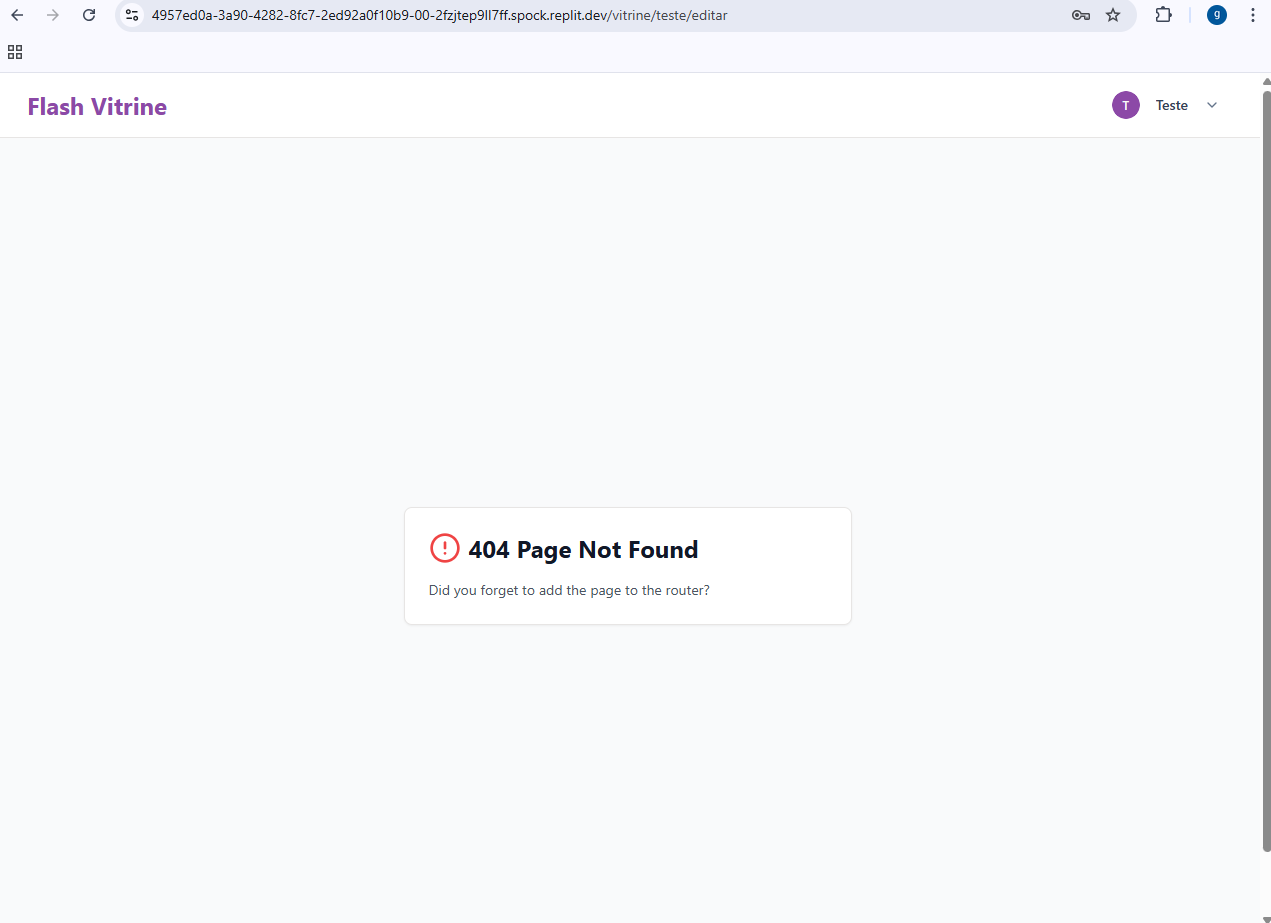 4957ed0a-3a90-4282-8fc7-2ed92a0f10b9-00-2fzjtep9ll7ff.spock.replit.dev/vitrine/teste/editar
g
Flash Vitrine
T
Teste
404 Page Not Found
Did you forget to add the page to the router?